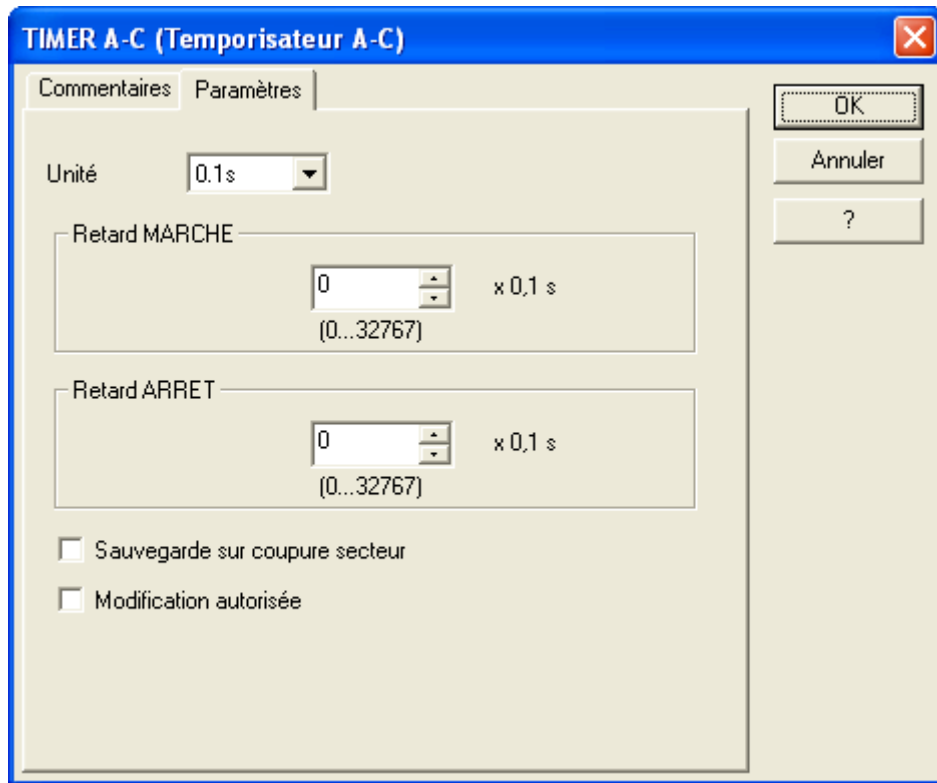 TIMER A-C (Temporisateur A-C)
Commentaires Paramètres
OK
Annuler
?
Unité 0.1s
Retard MARCHE
0 x 0,1 s
(0...32767)
Retard ARRET
0 x 0,1 s
(0...32767)
Sauvegarde sur coupure secteur
Modification autorisée